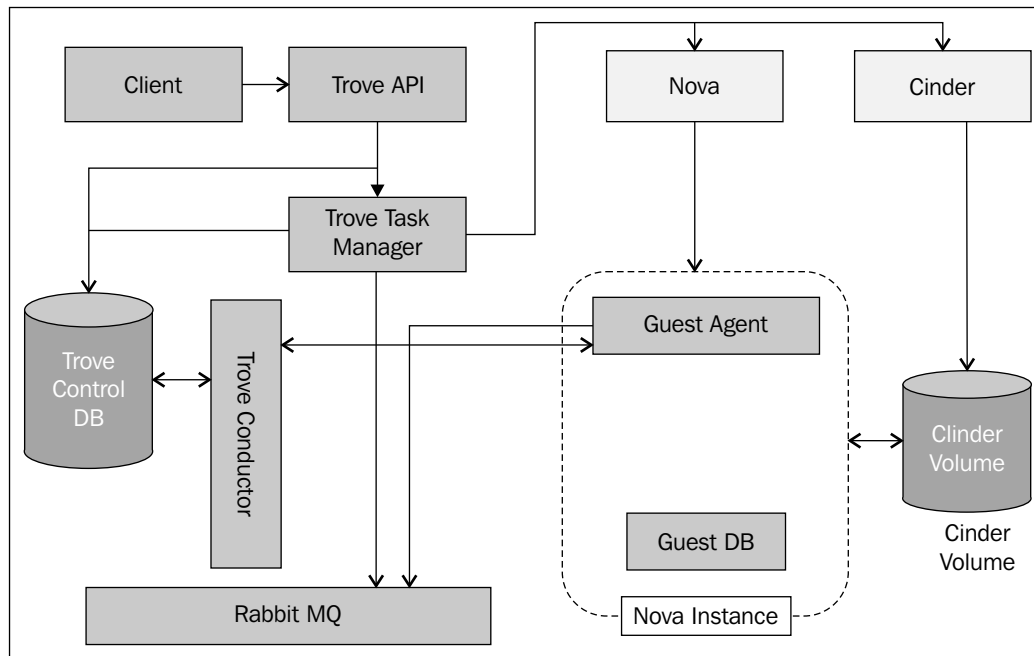 Client
Trove API
Nova
Cinder
Trove Task
Manager
Guest Agent
Trove
Control
DB
Trove Conductor
Clinder
Volume
Cinder
Volume
Guest DB
Nova Instance
Rabbit MQ